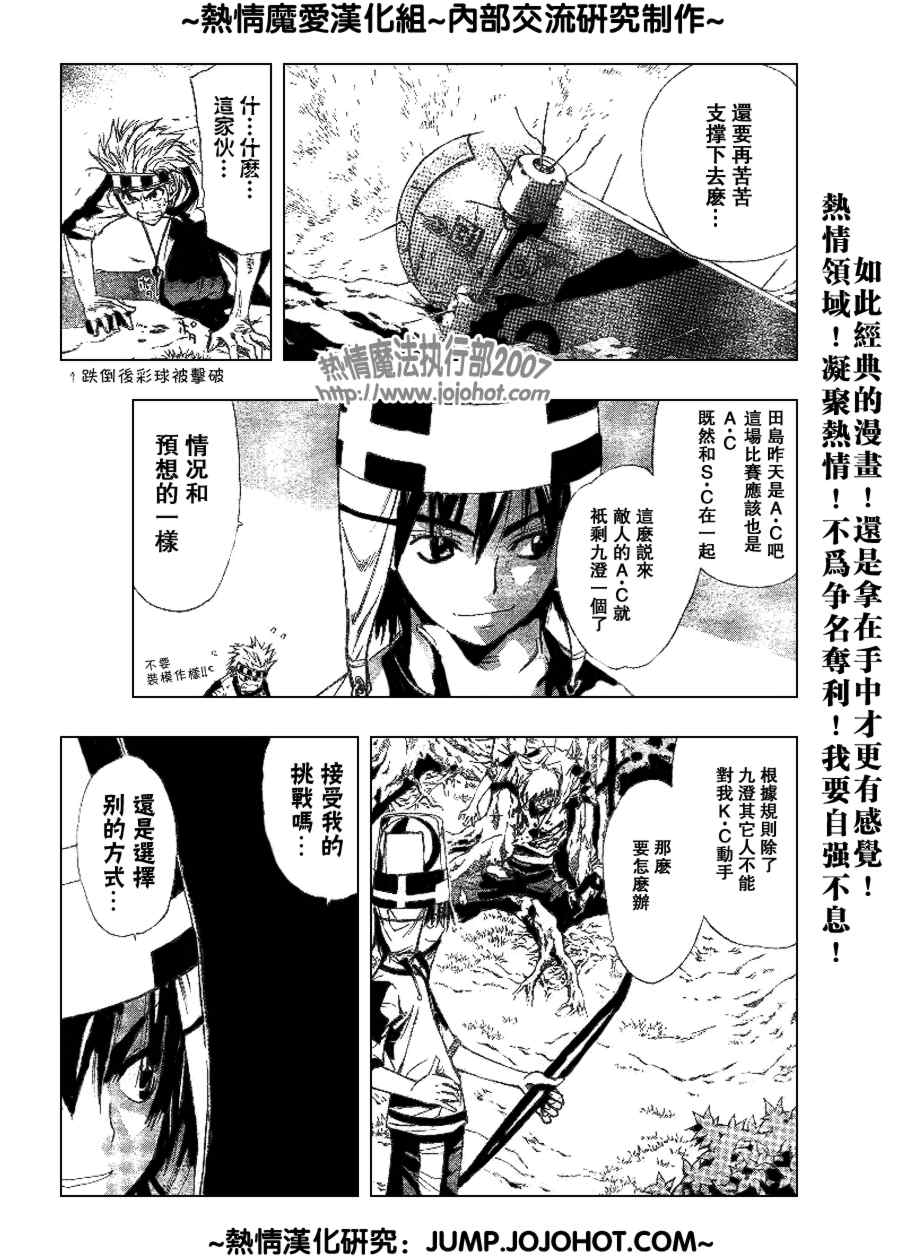 ~熱情魔愛漢化組~內部交流研究制作~
還要再苦苦
支撐下去麽…
什…什麽…
這家伙…
↑跌倒後彩球被擊破
熱情魔法执行部2007
http://www.jojohot.com
田島昨天是A·C吧
這場比賽應該也是
A·C
既然和S·C在一起
這麽説來
敵人的A·C就
衹剩九澄一個了
情况和
預想的一樣
不要
裝模作樣!!
根據規則除了
九澄其它人不能
對我K·C動手
那麽
要怎麽辦
接受我的
挑戰嗎…
還是選擇
别的方式…
如此經典的漫畫！還是拿在手中才更有感覺！
熱情領域！凝聚熱情！不爲争名奪利！我要自强不息！
~熱情漢化研究：JUMP.JOJOHOT.COM~